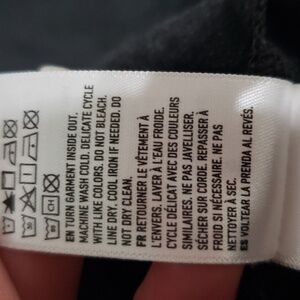 EN TURN GARMENT INSIDE OUT.
MACHINE WASH COLD. DELICATE CYCLE
WITH LIKE COLORS. DO NOT BLEACH.
LINE DRY. COOL IRON IF NEEDED. DO
NOT DRY CLEAN.
FR RETOURNER LE VÊTEMENT À
L'ENVERS. LAVER À L'EAU FROIDE.
CYCLE DÉLICAT AVEC DES COULEURS
SIMILAIRES. NE PAS JAVELLISER.
SÉCHER SUR CORDE. REPASSER À
FROID SI NÉCESSAIRE. NE PAS
NETTOYER À SEC.
ES VOLTEAR LA PRENDA AL REVÉS.